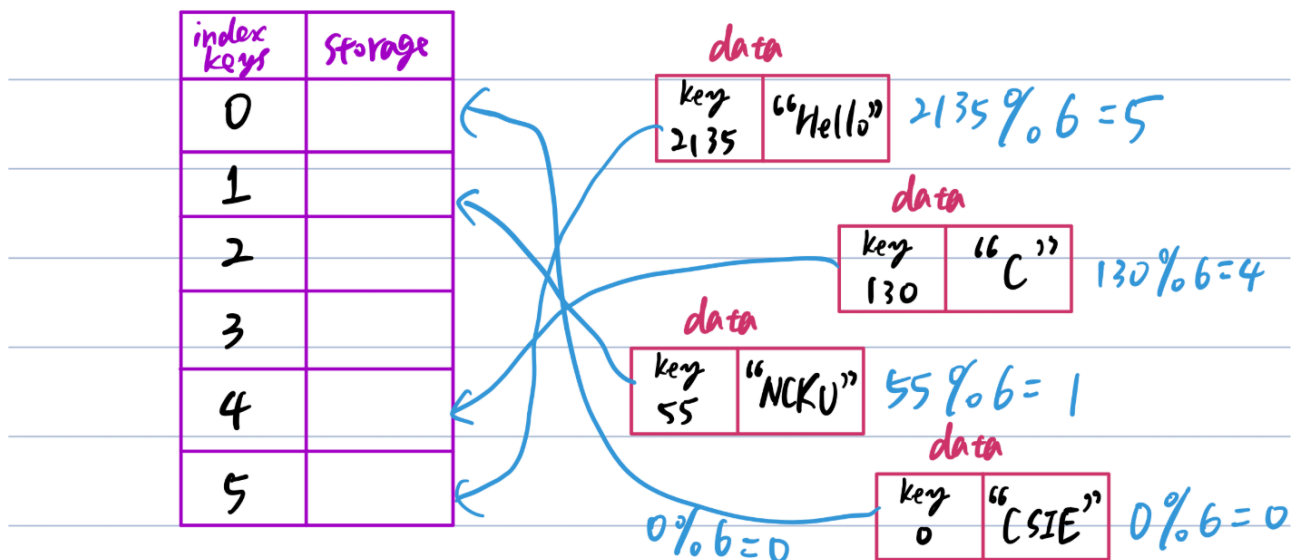 index keys
storage
0
1
2
3
4
5
data
key
2135
“Hello”
2135%6=5
data
key
130
“C”
130%6=4
data
key
55
“NCKU”
55%6=1
data
key
0
“CSIE”
0%6=0
0%6=0